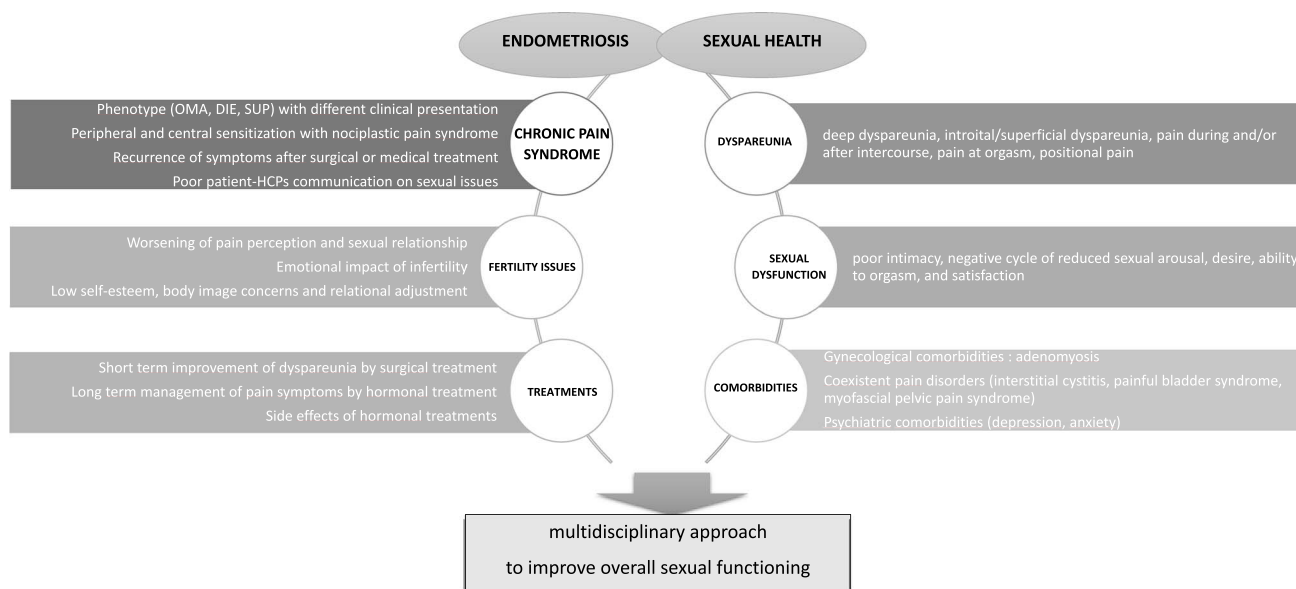 ENDOMETRIOSIS
SEXUAL HEALTH
Phenotype (OMA, DIE, SUP) with different clinical presentation
Peripheral and central sensitization with nociplastic pain syndrome
Recurrence of symptoms after surgical or medical treatment
Poor patient-HCPs communication on sexual issues
CHRONIC PAIN
SYNDROME
DYSPAREUNIA
deep dyspareunia, introital/superficial dyspareunia, pain during and/or
after intercourse, pain at orgasm, positional pain
Worsening of pain perception and sexual relationship
Emotional impact of infertility
Low self-esteem, body image concerns and relational adjustment
FERTILITY ISSUES
SEXUAL
DYSFUNCTION
poor intimacy, negative cycle of reduced sexual arousal, desire, ability
to orgasm, and satisfaction
Short term improvement of dyspareunia by surgical treatment
Long term management of pain symptoms by hormonal treatment
Side effects of hormonal treatments
TREATMENTS
COMORBIDITIES
Gynecological comorbidities : adenomyosis
Coexistent pain disorders (interstitial cystitis, painful bladder syndrome,
myofascial pelvic pain syndrome)
Psychiatric comorbidities (depression, anxiety)
multidisciplinary approach
to improve overall sexual functioning